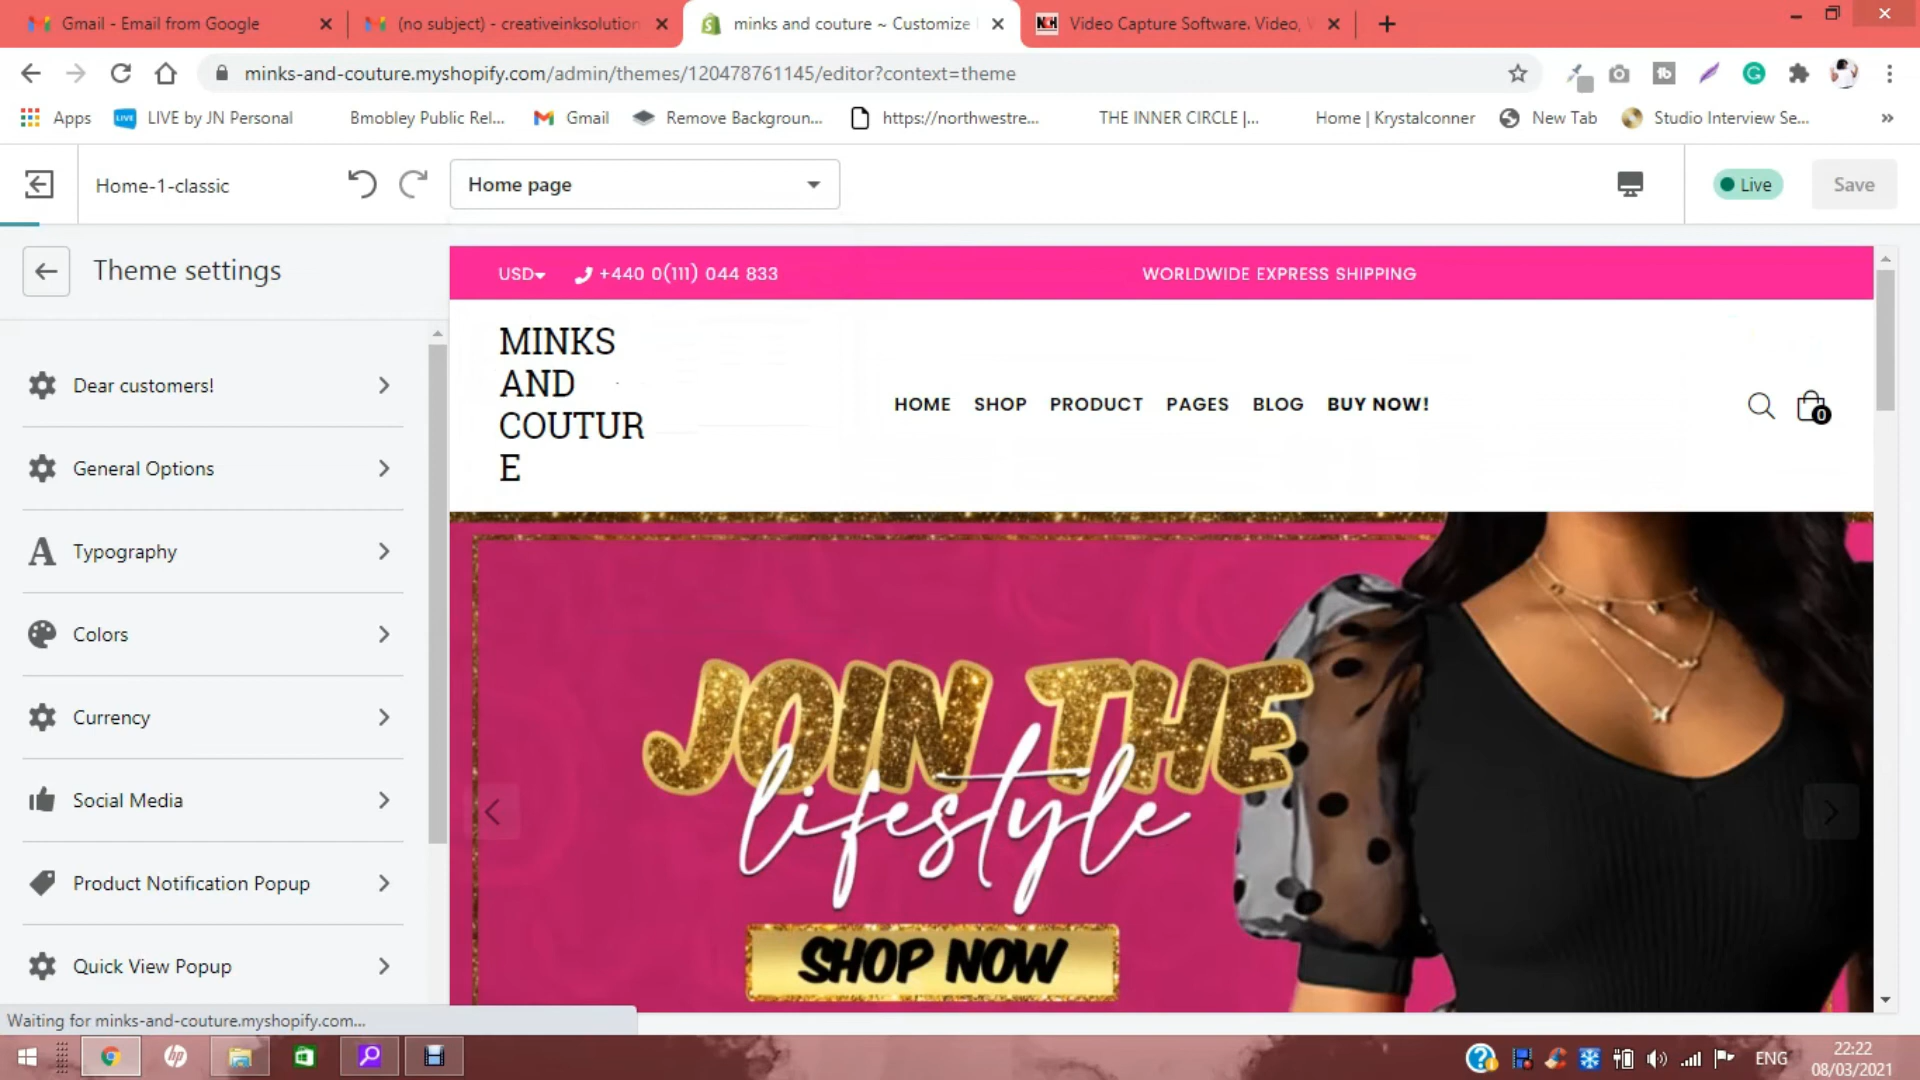 Gmail - Email from Google
(no subject) - creativeinksolution
minks and couture ~ Customize
NCH Video Capture Software. Video,
minks-and-couture.myshopify.com/admin/themes/120478761145/editor?context=theme
Apps
LIVE LIVE by JN Personal
Bmobley Public Rel...
Gmail
Remove Backgroun...
https://northwestre...
THE INNER CIRCLE |...
Home | Krystalconner
New Tab
Studio Interview Se...
»
Home-1-classic
Home page
Live
Save
Theme settings
USD
+440 0(111) 044 833
WORLDWIDE EXPRESS SHIPPING
MINKS
AND
COUTUR
E
HOME SHOP PRODUCT PAGES BLOG BUY NOW!
0
Dear customers!
General Options
Typography
Colors
Currency
Social Media
Product Notification Popup
Quick View Popup
JOIN THE
lifestyle
SHOP NOW
Waiting for minks-and-couture.myshopify.com...
ENG
22:22
08/03/2021